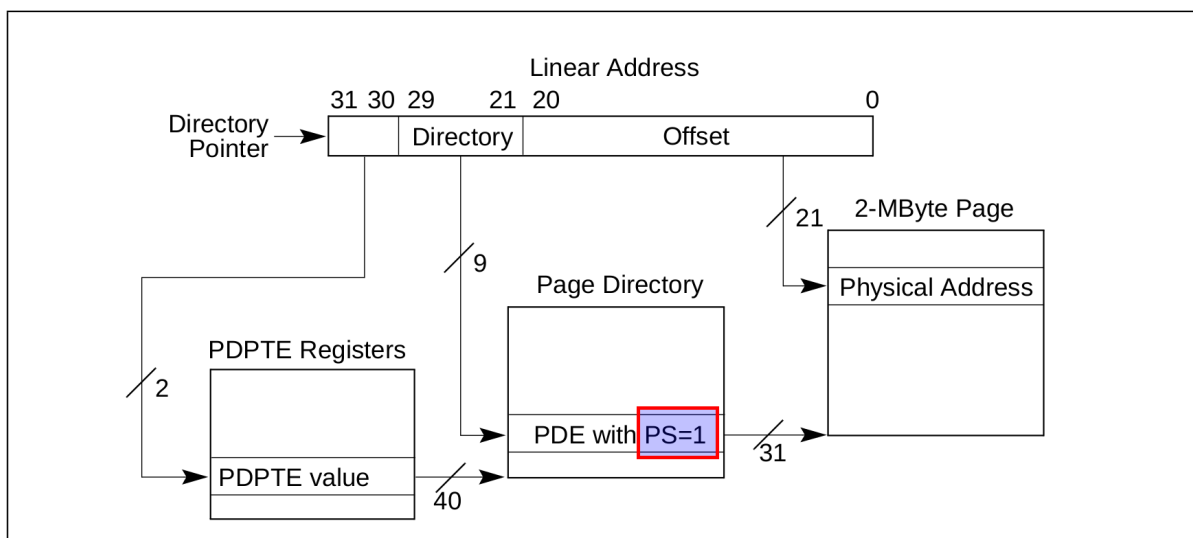 Linear Address
31 30 29 21 20 0
Directory
Pointer
Directory
Offset
21
2-MByte Page
9
Page Directory
Physical Address
PDPTE Registers
2
PDE with PS=1
31
PDPTE value
40